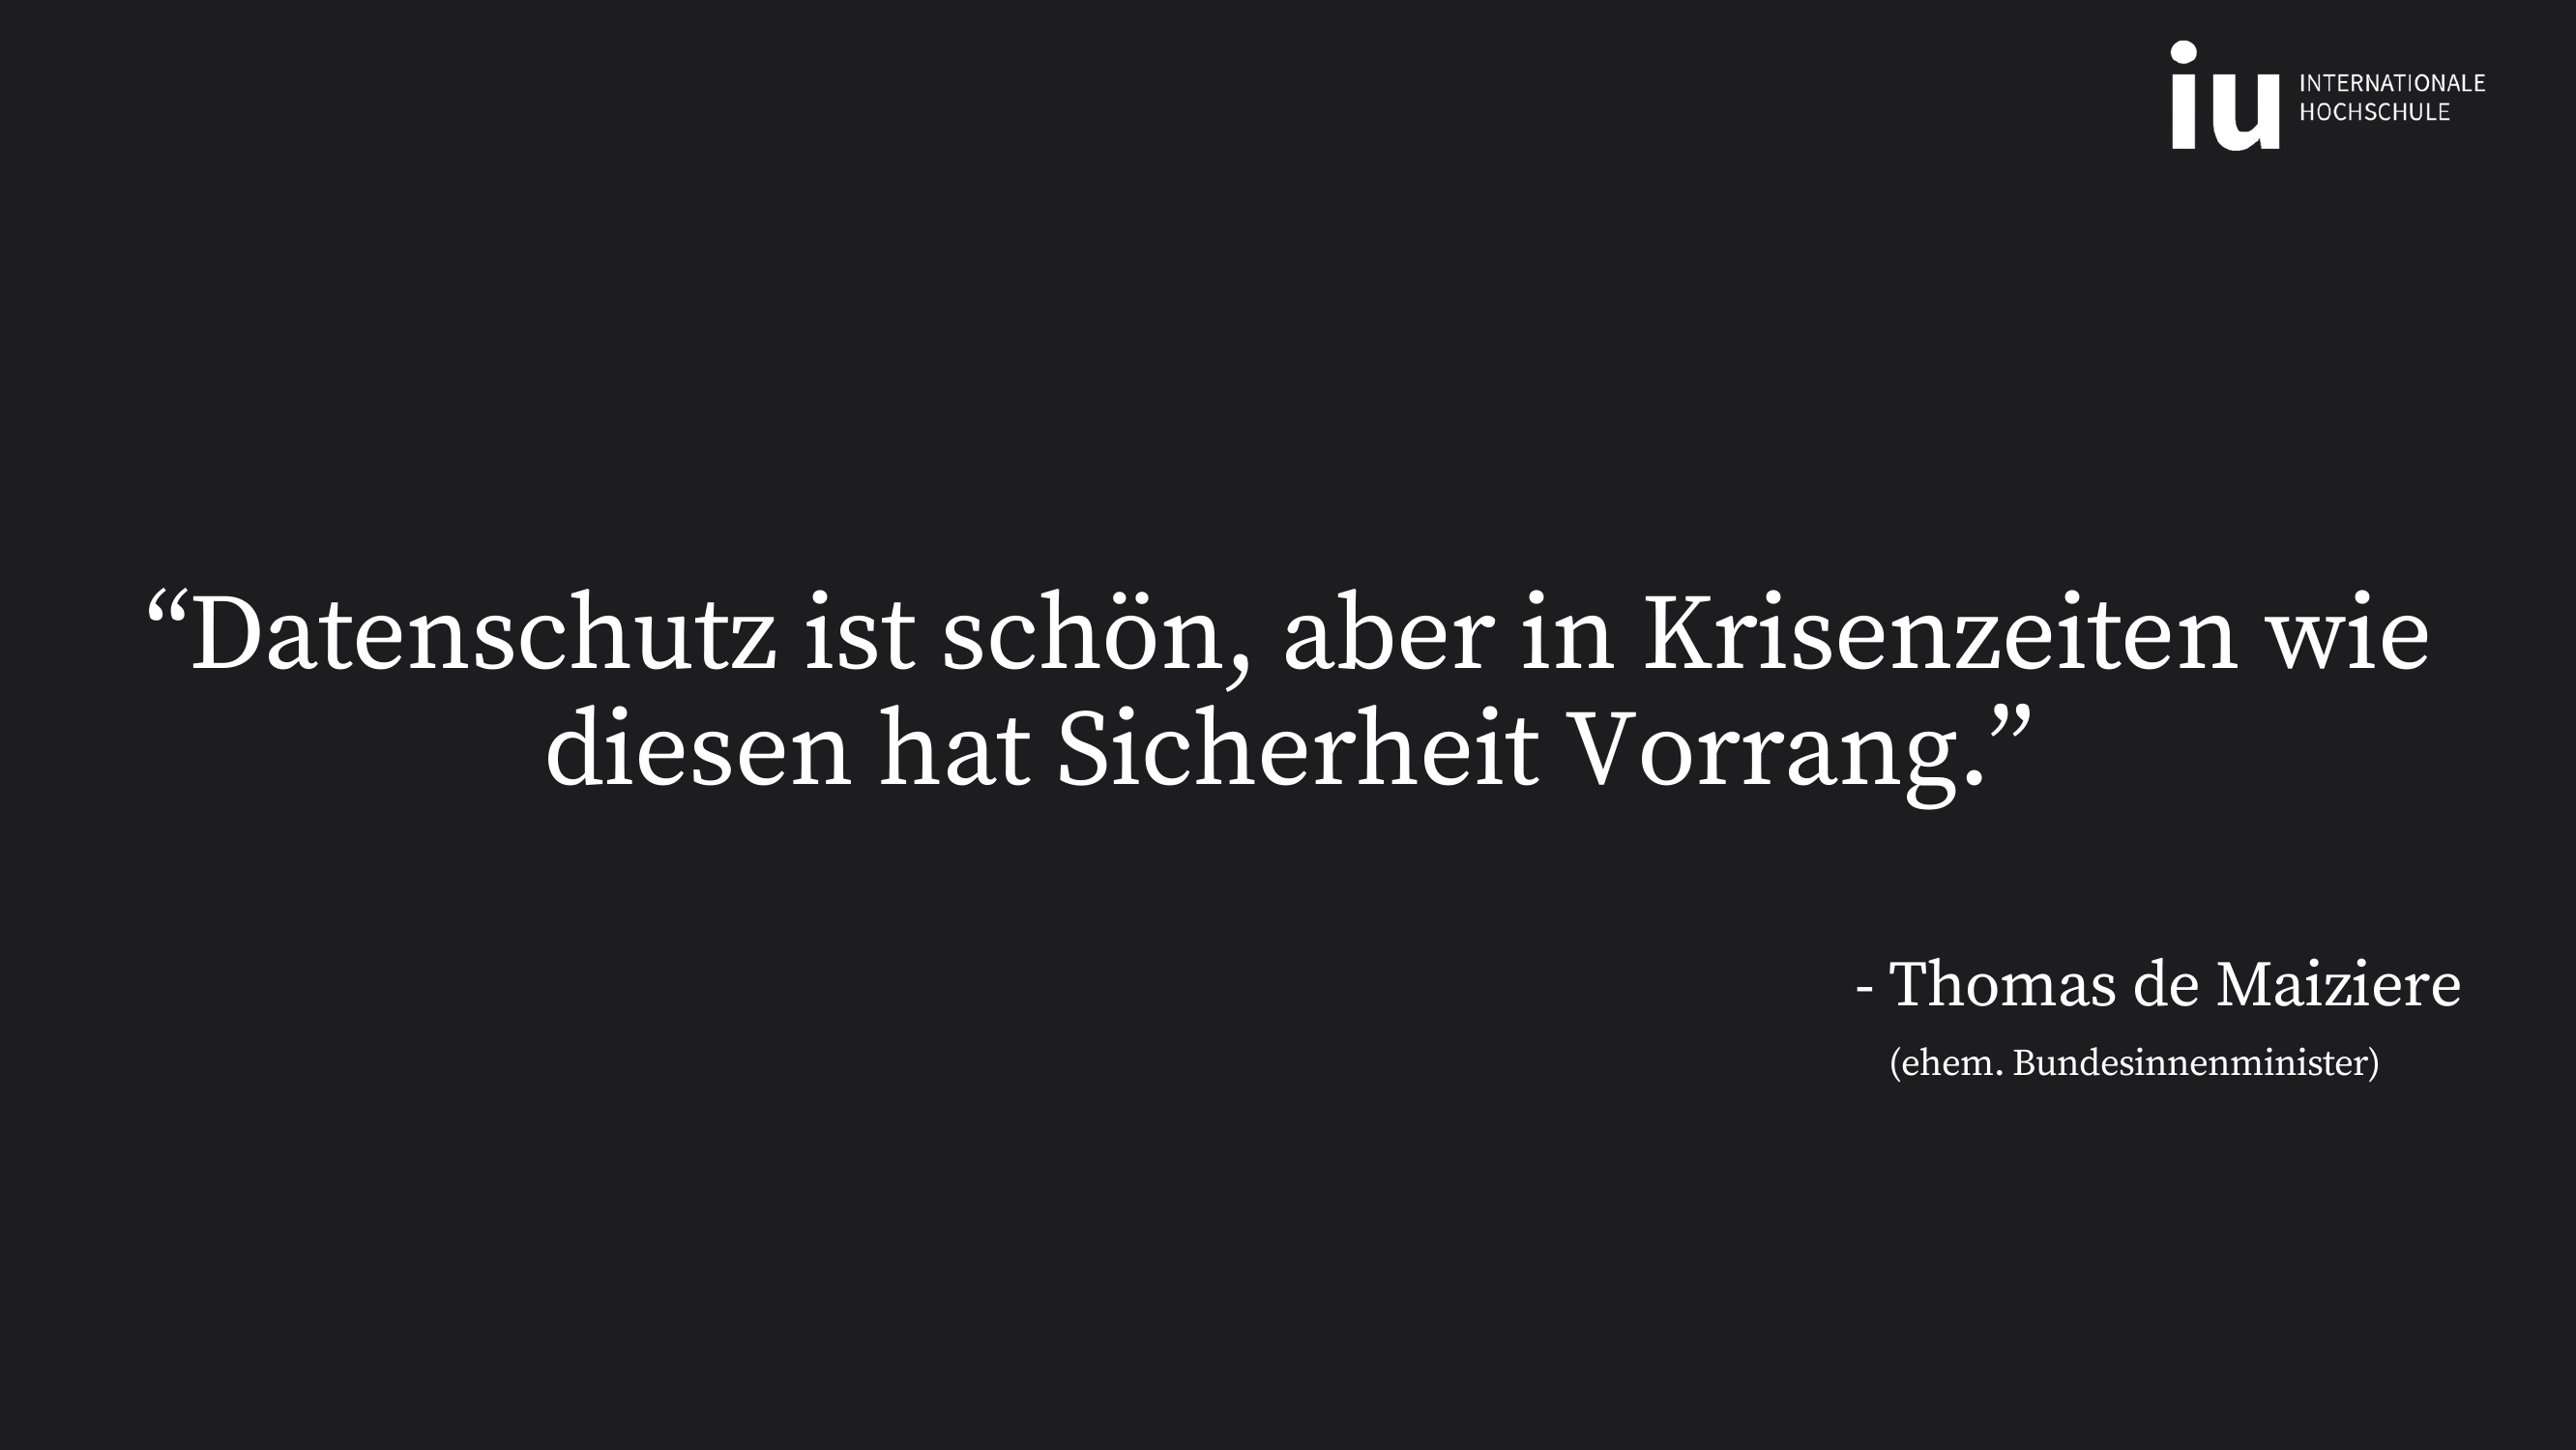 iu INTERNATIONALE
HOCHSCHULE
“Datenschutz ist schön, aber in Krisenzeiten wie
diesen hat Sicherheit Vorrang.”
- Thomas de Maiziere
(ehem. Bundesinnenminister)